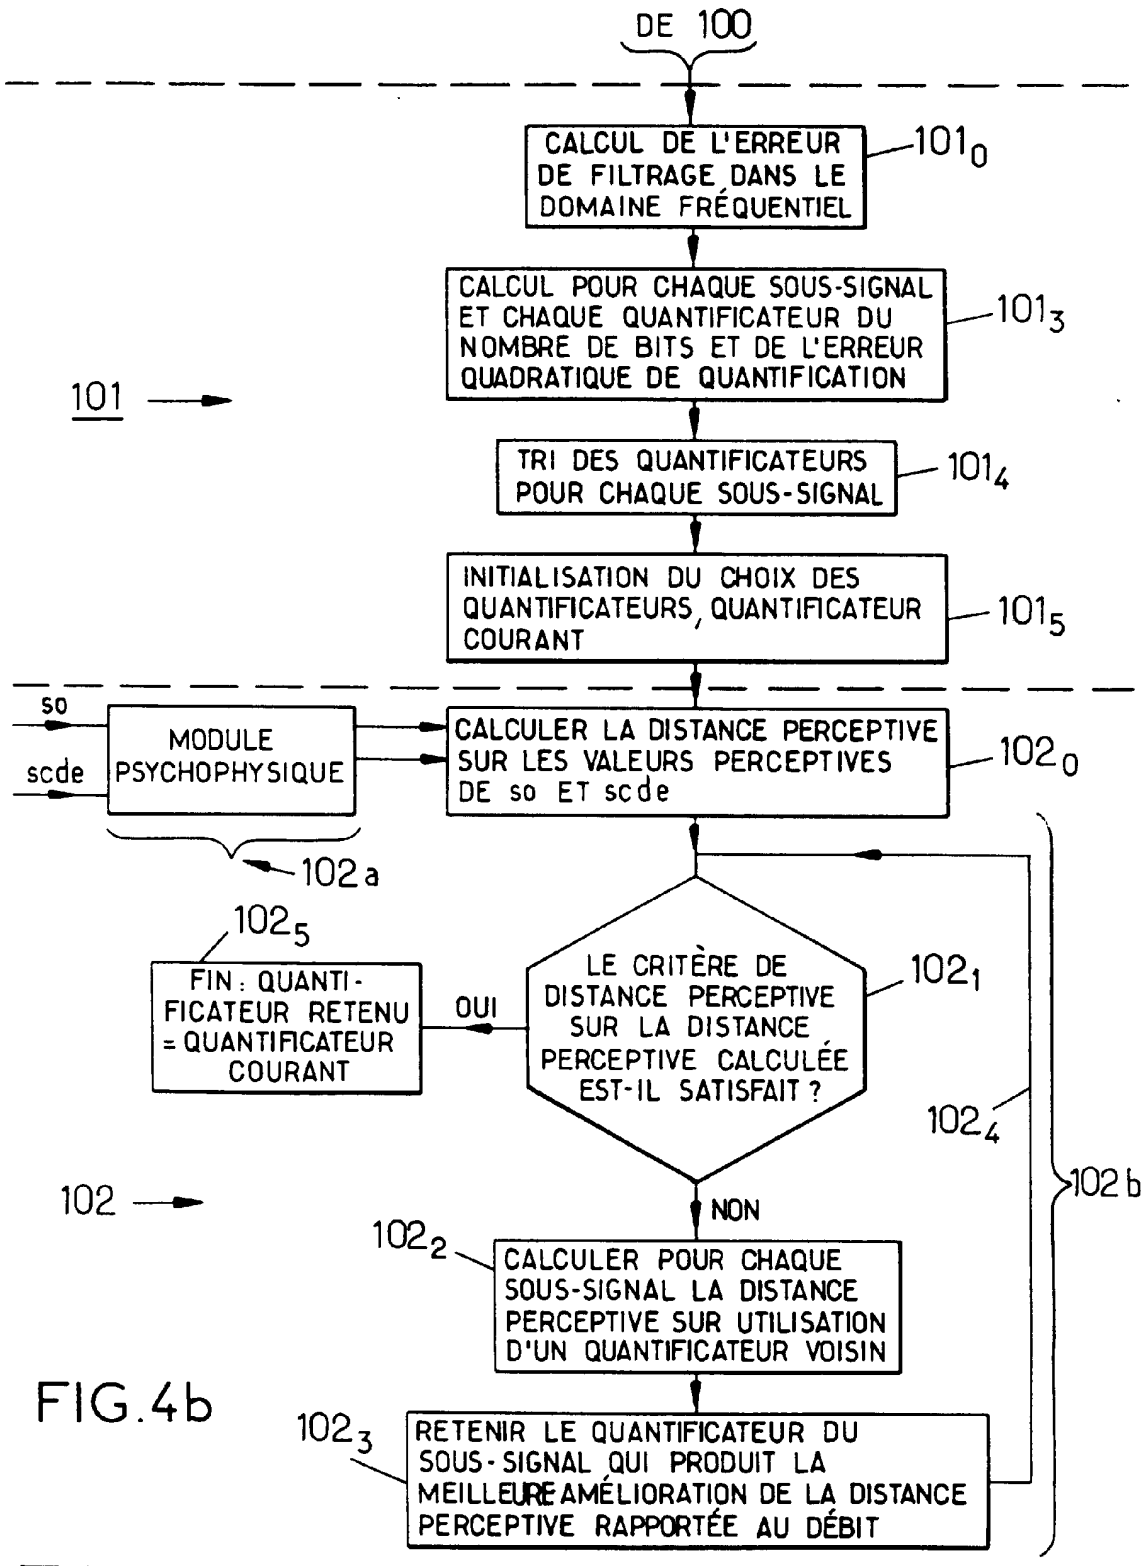 DE 100
CALCUL DE L'ERREUR
DE FILTRAGE DANS LE
DOMAINE FRÉQUENTIEL
101₀
CALCUL POUR CHAQUE SOUS-SIGNAL
ET CHAQUE QUANTIFICATEUR DU
NOMBRE DE BITS ET DE L'ERREUR
QUADRATIQUE DE QUANTIFICATION
101₃
101
TRI DES QUANTIFICATEURS
POUR CHAQUE SOUS-SIGNAL
101₄
INITIALISATION DU CHOIX DES
QUANTIFICATEURS, QUANTIFICATEUR
COURANT
101₅
so
scde
MODULE
PSYCHOPHYSIQUE
CALCULER LA DISTANCE PERCEPTIVE
SUR LES VALEURS PERCEPTIVES
DE so ET scde
102₀
102a
102₅
FIN : QUANTI-
FICATEUR RETENU
= QUANTIFICATEUR
COURANT
OUI
LE CRITÈRE DE
DISTANCE PERCEPTIVE
SUR LA DISTANCE
PERCEPTIVE CALCULÉE
EST-IL SATISFAIT ?
102₁
102₄
102b
102
NON
102₂
CALCULER POUR CHAQUE
SOUS-SIGNAL LA DISTANCE
PERCEPTIVE SUR UTILISATION
D'UN QUANTIFICATEUR VOISIN
FIG.4b
102₃
RETENIR LE QUANTIFICATEUR DU
SOUS-SIGNAL QUI PRODUIT LA
MEILLEURE AMÉLIORATION DE LA DISTANCE
PERCEPTIVE RAPPORTÉE AU DÉBIT